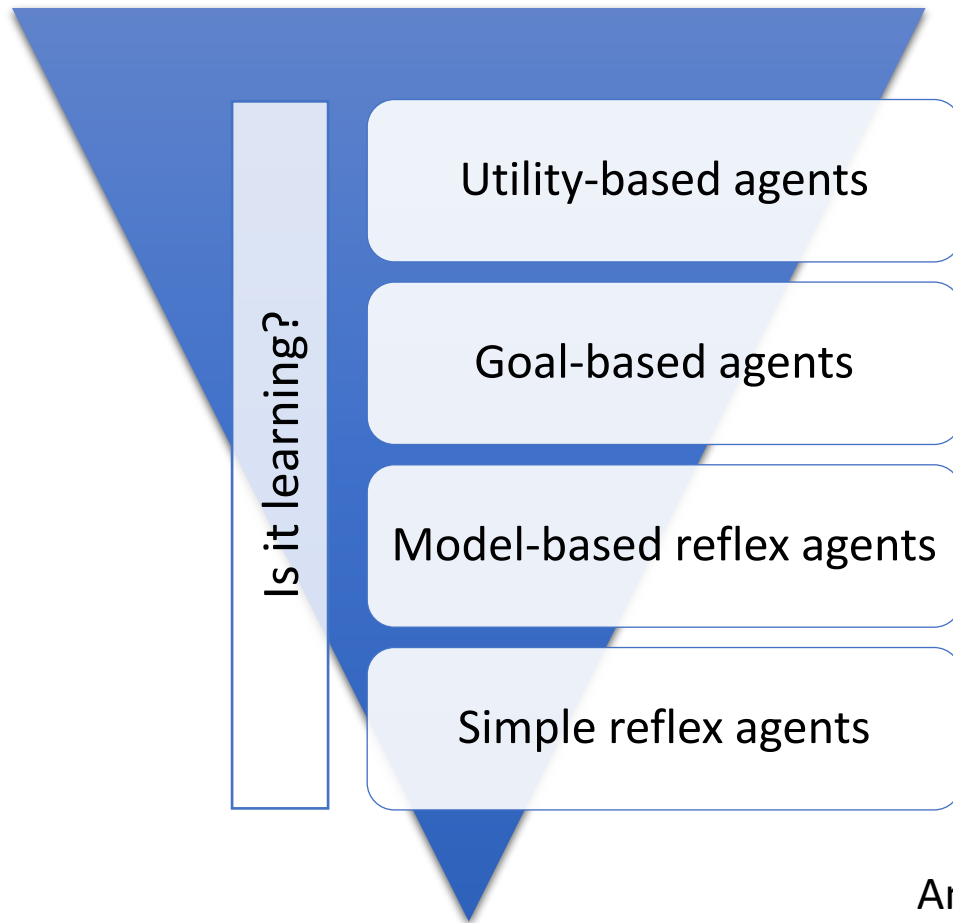 Utility-based agents
Is it learning?
Goal-based agents
Model-based reflex agents
Simple reflex agents